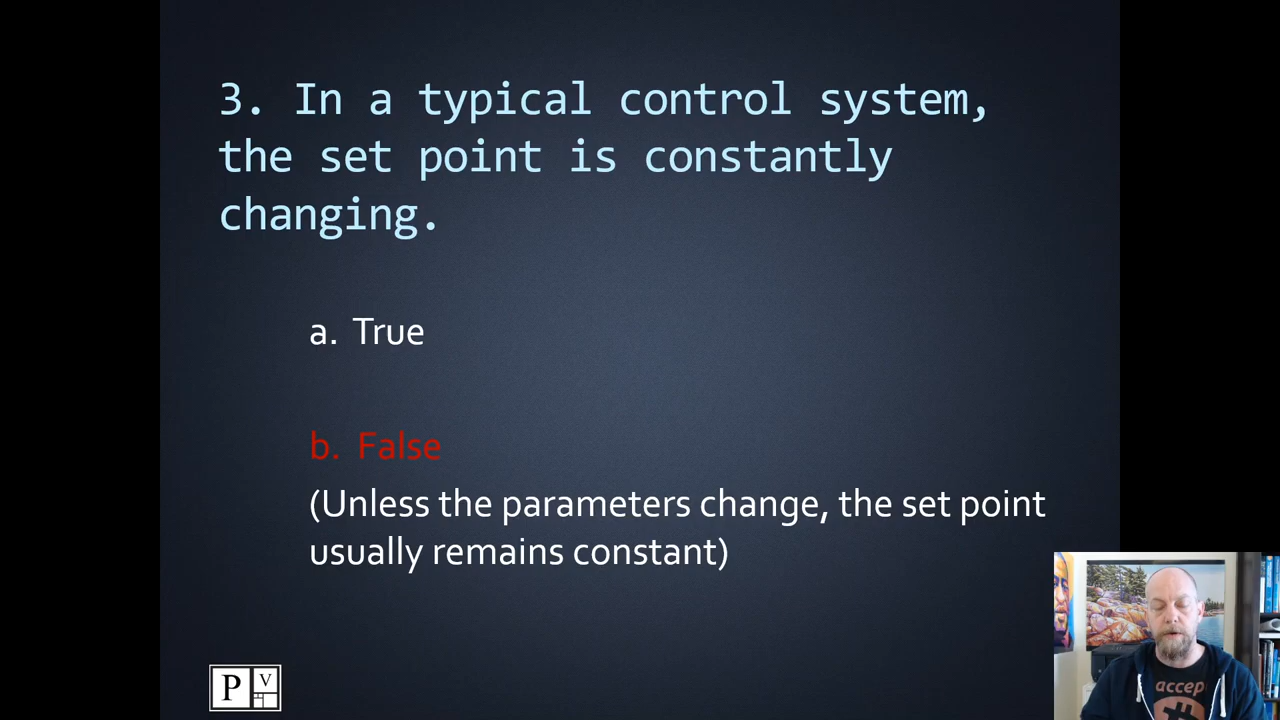 3. In a typical control system,
the set point is constantly
changing.
a. True
b. False
(Unless the parameters change, the set point
usually remains constant)
P V
accep